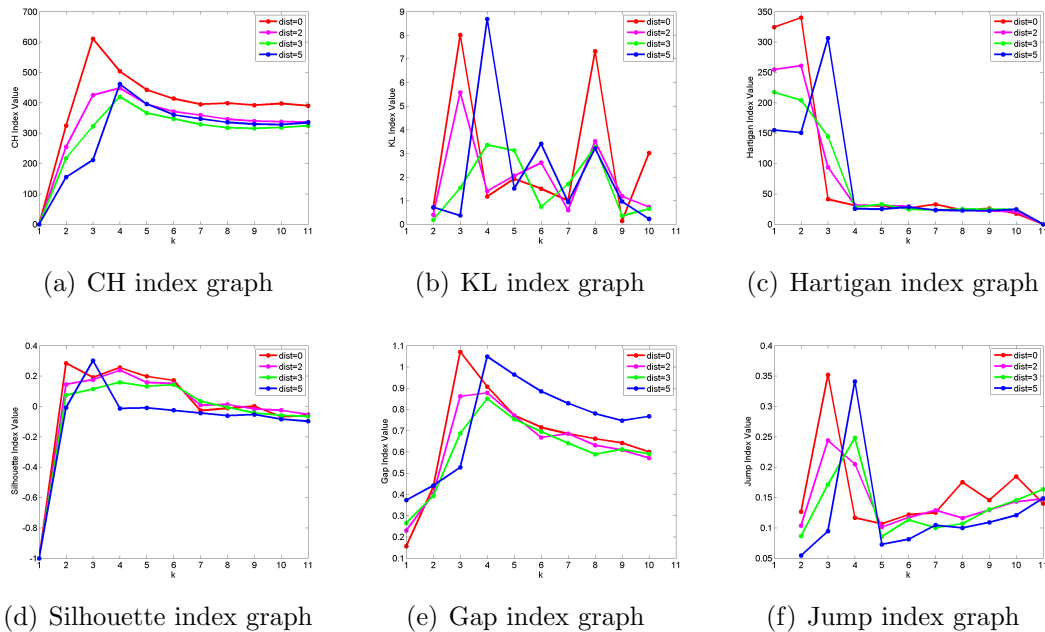 700
600
500
400
300
200
100
0
CH Index Value
dist=0
dist=2
dist=3
dist=5
1 2 3 4 5 6 7 8 9 10 11
k
(a) CH index graph
9
8
7
6
5
4
3
2
1
0
KL Index Value
dist=0
dist=2
dist=3
dist=5
1 2 3 4 5 6 7 8 9 10 11
k
(b) KL index graph
350
300
250
200
150
100
50
0
Hartigan Index Value
dist=0
dist=2
dist=3
dist=5
1 2 3 4 5 6 7 8 9 10 11
k
(c) Hartigan index graph
0.4
0.2
0
-0.2
-0.4
-0.6
-0.8
-1
Silhouette Index Value
dist=0
dist=2
dist=3
dist=5
1 2 3 4 5 6 7 8 9 10 11
k
(d) Silhouette index graph
1.1
1
0.9
0.8
0.7
0.6
0.5
0.4
0.3
0.2
0.1
Gap Index Value
dist=0
dist=2
dist=3
dist=5
1 2 3 4 5 6 7 8 9 10 11
k
(e) Gap index graph
0.4
0.35
0.3
0.25
0.2
0.15
0.1
0.05
Jump Index Value
dist=0
dist=2
dist=3
dist=5
1 2 3 4 5 6 7 8 9 10 11
k
(f) Jump index graph